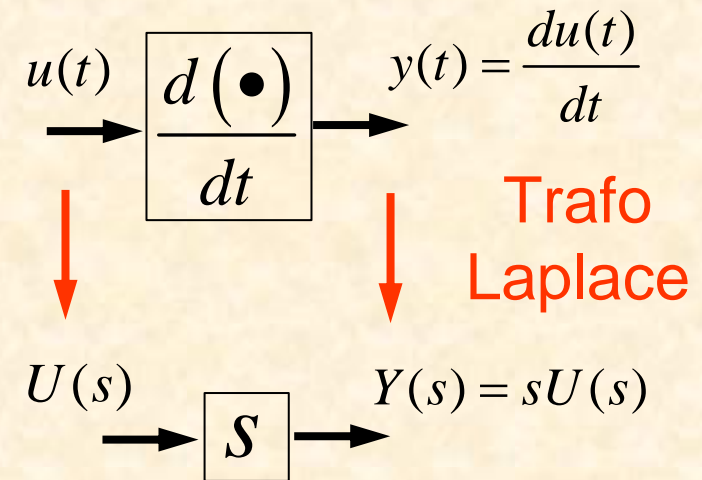 u(t) d(•)/dt y(t) = du(t)/dt
Trafo
Laplace
U(s) s Y(s) = sU(s)